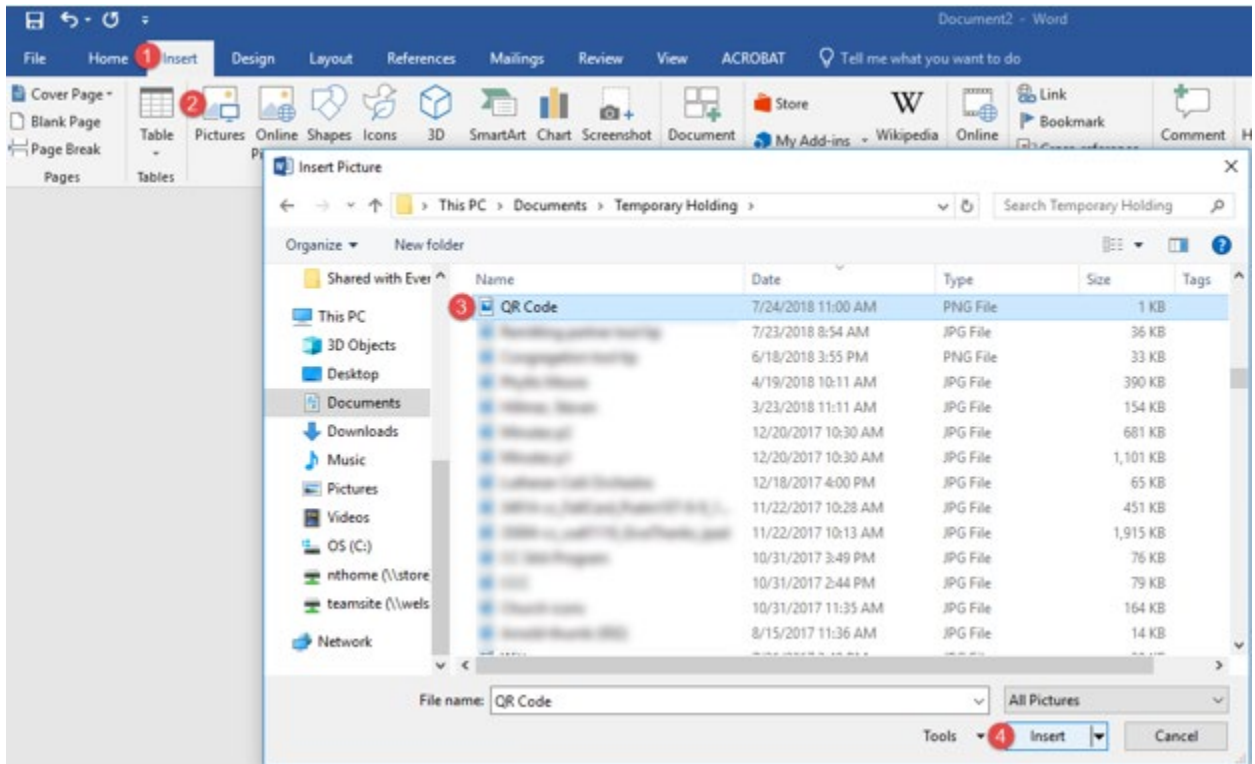 Document2 - Word
File Home 1 Insert Design Layout References Mailings Review View ACROBAT Tell me what you want to do
Cover Page
Blank Page
Page Break
Pages
Table
Tables
2
Pictures Online Shapes Icons 3D SmartArt Chart Screenshot Document
Store
My Add-ins
Wikipedia
Online
Link
Bookmark
Cross-reference
Comment
Insert Picture
This PC > Documents > Temporary Holding >
Search Temporary Holding
Organize New folder
Shared with Ever
This PC
3D Objects
Desktop
Documents
Downloads
Music
Pictures
Videos
OS (C:)
nthome (\\store
teamsite (\\wels
Network
Name Date Type Size Tags
3 QR Code 7/24/2018 11:00 AM PNG File 1 KB
7/23/2018 8:54 AM JPG File 36 KB
6/18/2018 3:55 PM PNG File 33 KB
4/19/2018 10:11 AM JPG File 390 KB
3/23/2018 11:11 AM JPG File 154 KB
12/20/2017 10:30 AM JPG File 681 KB
12/20/2017 10:30 AM JPG File 1,101 KB
12/18/2017 4:00 PM JPG File 65 KB
11/22/2017 10:28 AM JPG File 451 KB
11/22/2017 10:13 AM JPG File 1,915 KB
10/31/2017 3:49 PM JPG File 76 KB
10/31/2017 2:44 PM JPG File 79 KB
10/31/2017 11:35 AM JPG File 164 KB
8/15/2017 11:36 AM JPG File 14 KB
File name: QR Code All Pictures
Tools 4 Insert Cancel